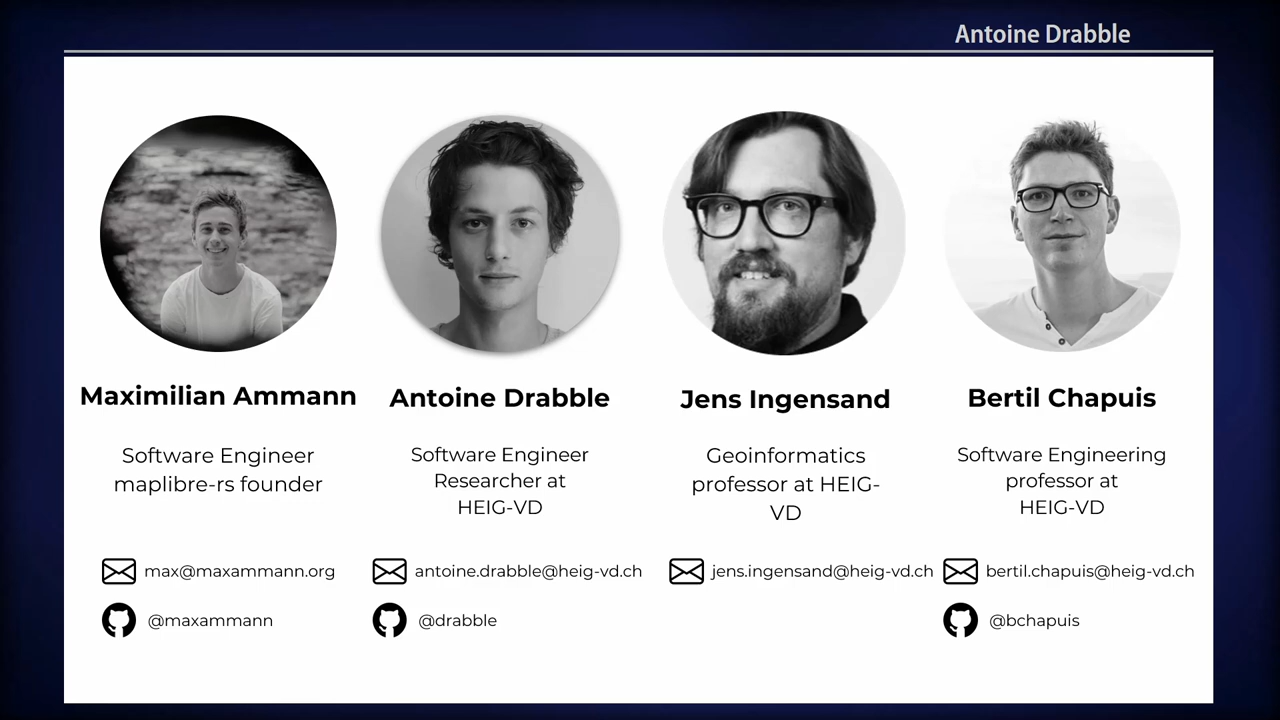 Antoine Drabble
Maximilian Ammann
Software Engineer
maplibre-rs founder
max@maxammann.org
@maxammann
Antoine Drabble
Software Engineer
Researcher at
HEIG-VD
antoine.drabble@heig-vd.ch
@drabble
Jens Ingensand
Geoinformatics
professor at HEIG-
VD
jens.ingensand@heig-vd.ch
Bertil Chapuis
Software Engineering
professor at
HEIG-VD
bertil.chapuis@heig-vd.ch
@bchapuis